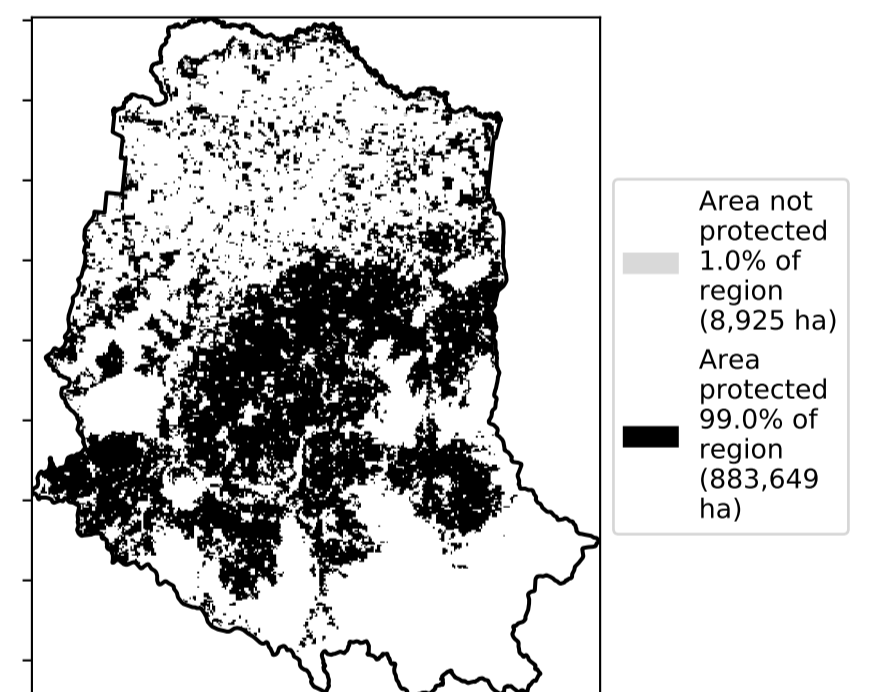 Area not
protected
1.0% of
region
(8,925 ha)
Area
protected
99.0% of
region
(883,649
ha)